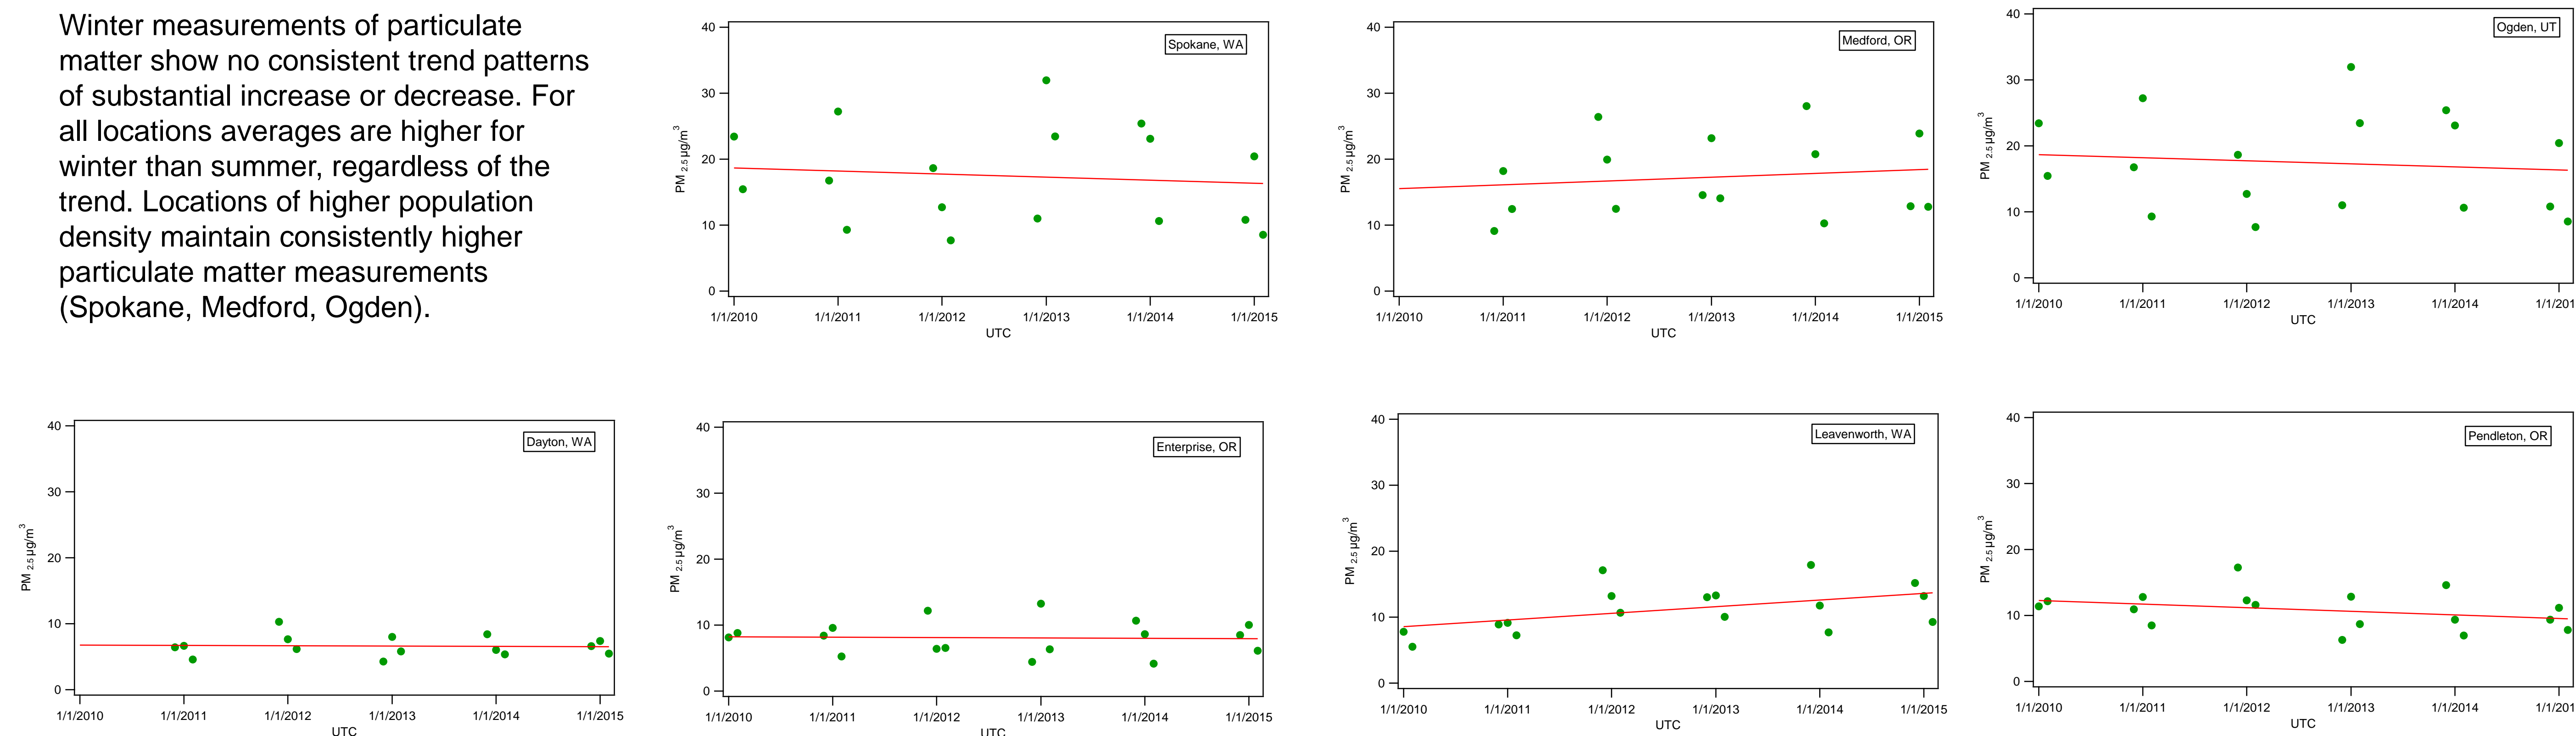 Winter measurements of particulate
matter show no consistent trend patterns
of substantial increase or decrease. For
all locations averages are higher for
winter than summer, regardless of the
trend. Locations of higher population
density maintain consistently higher
particulate matter measurements
(Spokane, Medford, Ogden).
Spokane, WA
PM 2.5 µg/m3
40
30
20
10
0
1/1/2010 1/1/2011 1/1/2012 1/1/2013 1/1/2014 1/1/2015
UTC
Medford, OR
PM 2.5 µg/m3
40
30
20
10
0
1/1/2010 1/1/2011 1/1/2012 1/1/2013 1/1/2014 1/1/2015
UTC
Ogden, UT
PM 2.5 µg/m3
40
30
20
10
0
1/1/2010 1/1/2011 1/1/2012 1/1/2013 1/1/2014 1/1/201
UTC
Dayton, WA
PM 2.5 µg/m3
40
30
20
10
0
1/1/2010 1/1/2011 1/1/2012 1/1/2013 1/1/2014 1/1/2015
UTC
Enterprise, OR
PM 2.5 µg/m3
40
30
20
10
0
1/1/2010 1/1/2011 1/1/2012 1/1/2013 1/1/2014 1/1/2015
UTC
Leavenworth, WA
PM 2.5 µg/m3
40
30
20
10
0
1/1/2010 1/1/2011 1/1/2012 1/1/2013 1/1/2014 1/1/2015
UTC
Pendleton, OR
PM 2.5 µg/m3
40
30
20
10
0
1/1/2010 1/1/2011 1/1/2012 1/1/2013 1/1/2014 1/1/201
UTC